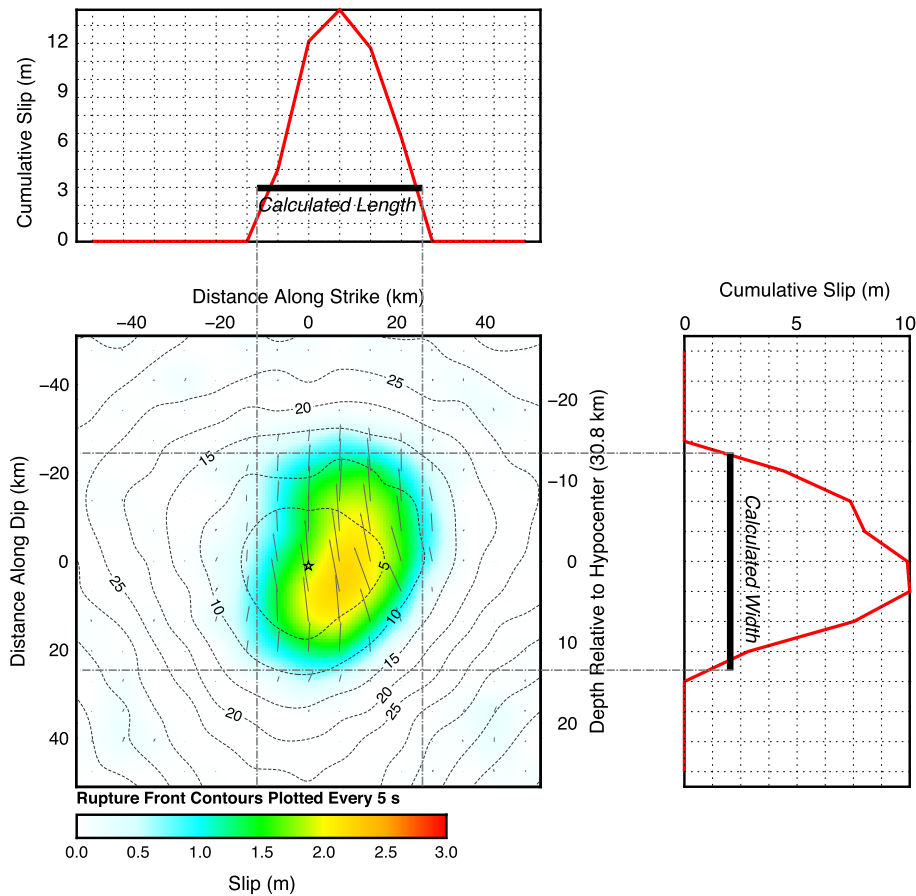 12
9
6
3
0
Cumulative Slip (m)
Calculated Length
Distance Along Strike (km)
−40 −20 0 20 40
Cumulative Slip (m)
0 5 10
−40
−20
0
20
40
Distance Along Dip (km)
25
20
15
5
10
25
10
15
20
20
25
−20
−10
0
10
20
Depth Relative to Hypocenter (30.8 km)
Calculated Width
Rupture Front Contours Plotted Every 5 s
0.0 0.5 1.0 1.5 2.0 2.5 3.0
Slip (m)